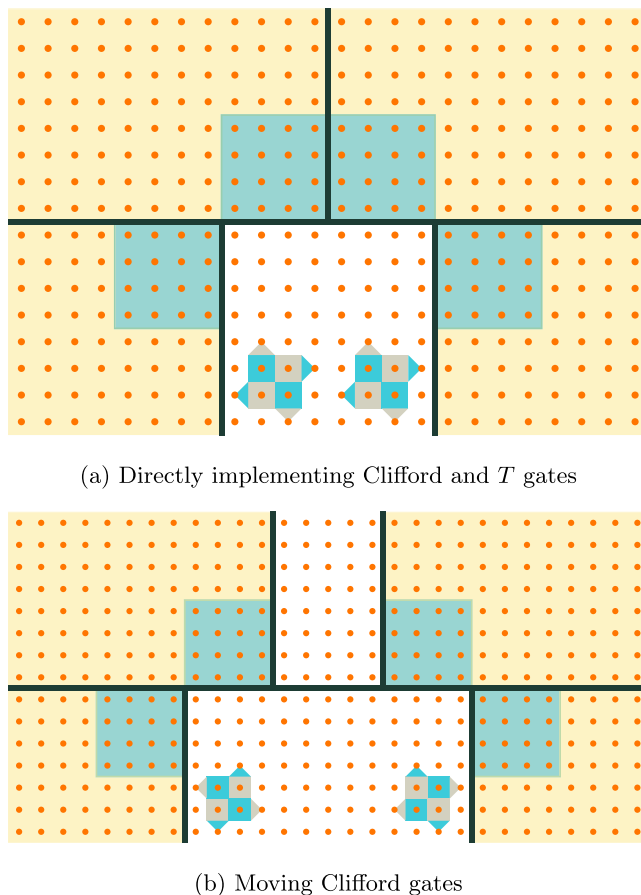 (a) Directly implementing Clifford and T gates
(b) Moving Clifford gates